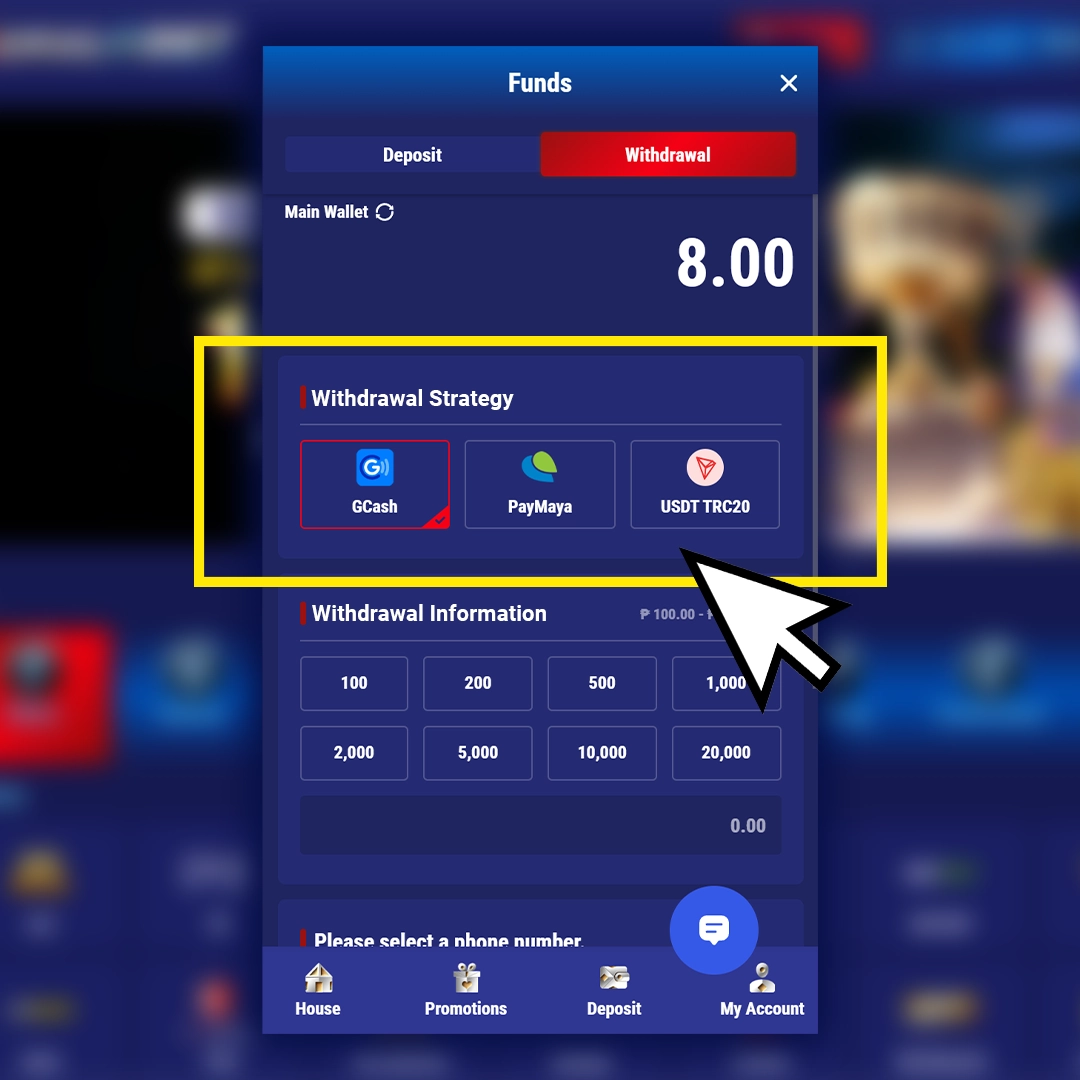 Funds
Deposit
Withdrawal
Main Wallet
8.00
Withdrawal Strategy
GCash
PayMaya
USDT TRC20
Withdrawal Information
₱ 100.00 -
100
200
500
1,000
2,000
5,000
10,000
20,000
0.00
Please select a phone number.
House
Promotions
Deposit
My Account